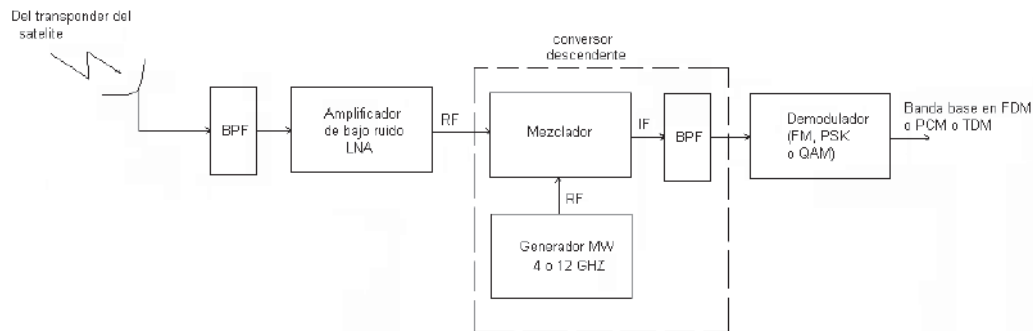 Del transponder del
satelite
conversor
descendente
BPF
Amplificador
de bajo ruido
LNA
RF
Mezclador
IF
BPF
Demodulador
(FM, PSK
o QAM)
Banda base en FDM
o PCM o TDM
RF
Generador MW
4 o 12 GHZ